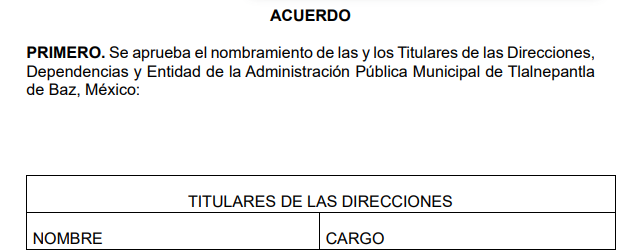 ACUERDO
PRIMERO. Se aprueba el nombramiento de las y los Titulares de las Direcciones,
Dependencias y Entidad de la Administración Pública Municipal de Tlalnepantla
de Baz, México:
TITULARES DE LAS DIRECCIONES
NOMBRE CARGO